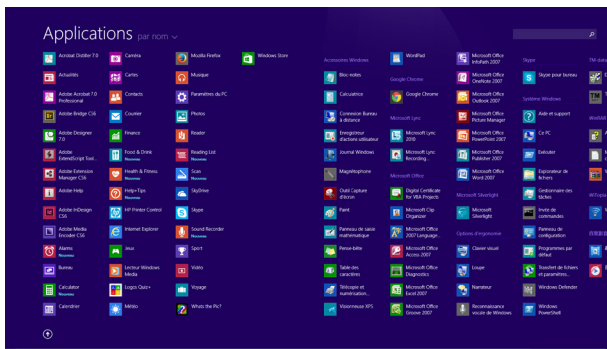 Applications par nom
Acrobat Distiller 7.0
Actualités
Adobe Acrobat 7.0
Professional
Adobe Bridge CS6
Adobe Designer
7.0
Adobe
ExtendScript Tool...
Adobe Extension
Manager CS6
Adobe Help
Adobe InDesign
CS6
Adobe Media
Encoder CS6
Alarms
Nouveau
Bureau
Calculator
Nouveau
Calendrier
Caméra
Cartes
Contacts
Courrier
Finance
Food & Drink
Nouveau
Health & Fitness
Nouveau
Help+Tips
Nouveau
HP Printer Control
Internet Explorer
Jeux
Lecteur Windows
Media
Logos Quiz+
Météo
Mozilla Firefox
Musique
Paramètres du PC
Photos
Reader
Reading List
Nouveau
Scan
Nouveau
SkyDrive
Skype
Sound Recorder
Nouveau
Sport
Vidéo
Voyage
Whats the Pic?
Windows Store
Accessoires Windows
Bloc-notes
Calculatrice
Connexion Bureau
à distance
Enregistreur
d'actions utilisateur
Journal Windows
Magnétophone
Outil Capture
d'écran
Paint
Panneau de saisie
mathématique
Pense-bête
Table des
caractères
Télécopie et
numérisation...
Visionneuse XPS
WordPad
Google Chrome
Google Chrome
Microsoft Lync
Microsoft Lync
2010
Microsoft Lync
Recording...
Microsoft Office
Digital Certificate
for VBA Projects
Microsoft Clip
Organizer
Microsoft Office
2007 Language...
Microsoft Office
Access 2007
Microsoft Office
Diagnostics
Microsoft Office
Excel 2007
Microsoft Office
Groove 2007
Microsoft Office
InfoPath 2007
Microsoft Office
OneNote 2007
Microsoft Office
Outlook 2007
Microsoft Office
Picture Manager
Microsoft Office
PowerPoint 2007
Microsoft Office
Publisher 2007
Microsoft Office
Word 2007
Microsoft Silverlight
Microsoft
Silverlight
Options d'ergonomie
Clavier visuel
Loupe
Narrateur
Reconnaissance
vocale de Windows
Skype
Skype pour bureau
Système Windows
Aide et support
Ce PC
Exécuter
Explorateur de
fichiers
Gestionnaire des
tâches
Invite de
commandes
Panneau de
configuration
Programmes par
défaut
Transfert de fichiers
et paramètres...
Windows Defender
Windows
PowerShell
WinRAR